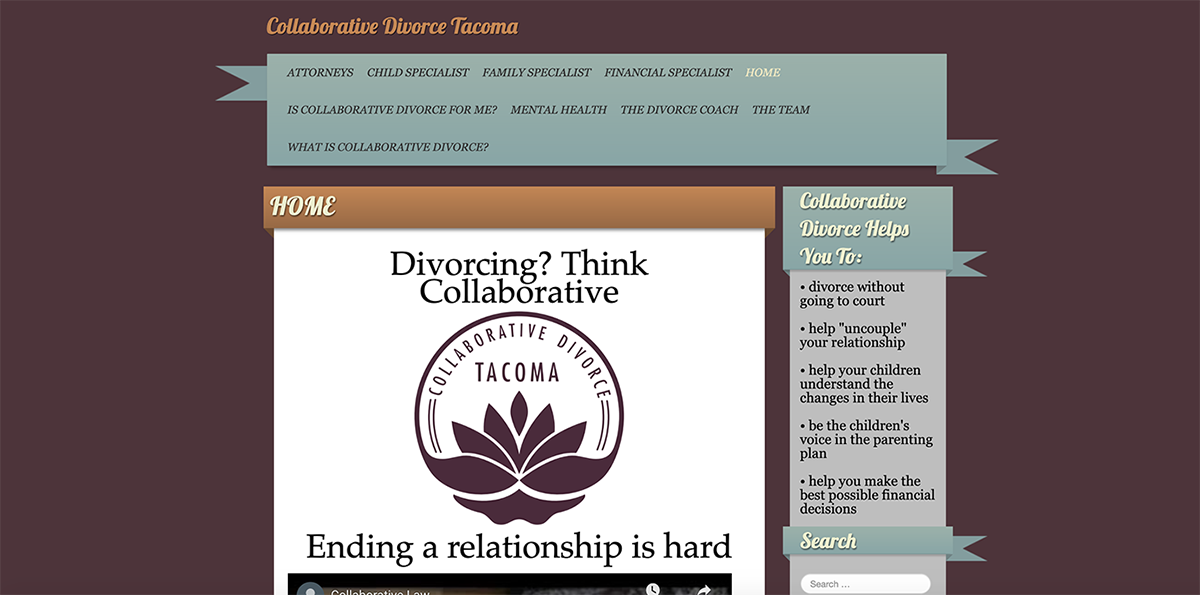 Collaborative Divorce Tacoma
ATTORNEYS CHILD SPECIALIST FAMILY SPECIALIST FINANCIAL SPECIALIST HOME
IS COLLABORATIVE DIVORCE FOR ME? MENTAL HEALTH THE DIVORCE COACH THE TEAM
WHAT IS COLLABORATIVE DIVORCE?
HOME
Divorcing? Think
Collaborative
COLLABORATIVE DIVORCE
TACOMA
Ending a relationship is hard
Collaborative Law
Collaborative
Divorce Helps
You To:
• divorce without
going to court
• help "uncouple"
your relationship
• help your children
understand the
changes in their lives
• be the children's
voice in the parenting
plan
• help you make the
best possible financial
decisions
Search
Search ...